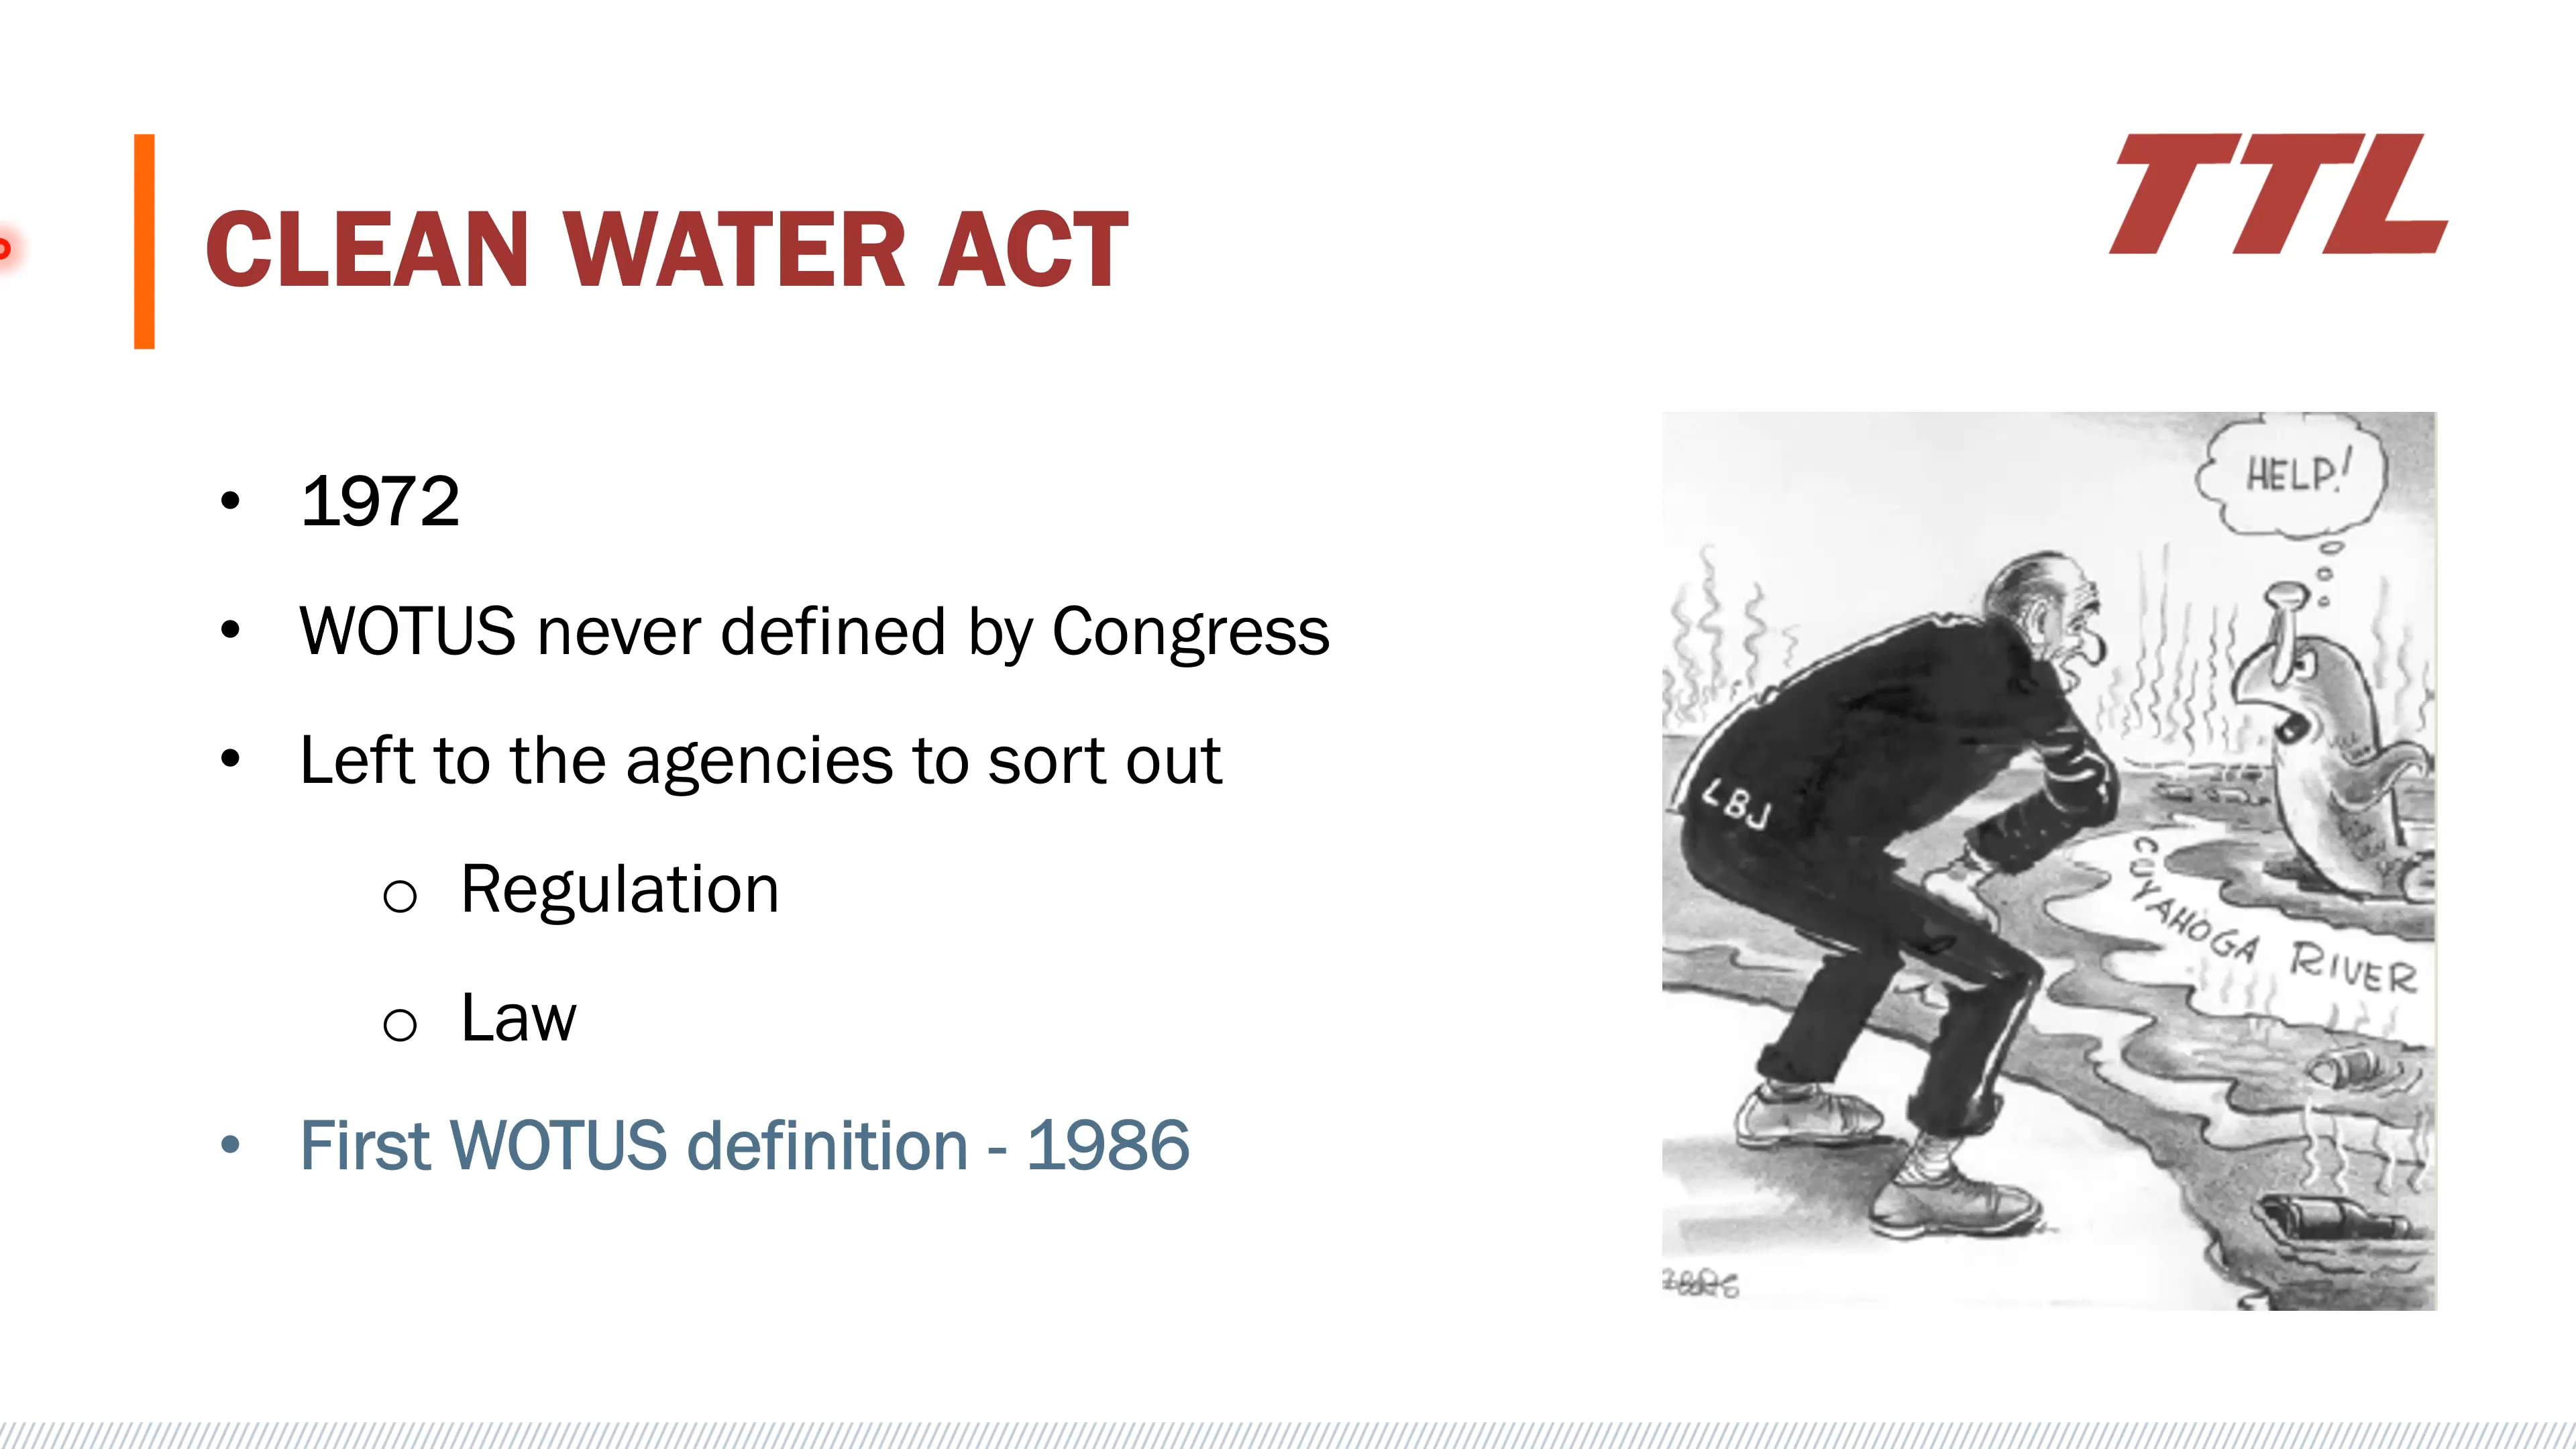 CLEAN WATER ACT
TTL
• 1972
• WOTUS never defined by Congress
• Left to the agencies to sort out
o Regulation
o Law
• First WOTUS definition - 1986
HELP!
LBJ
CUYAHOGA RIVER